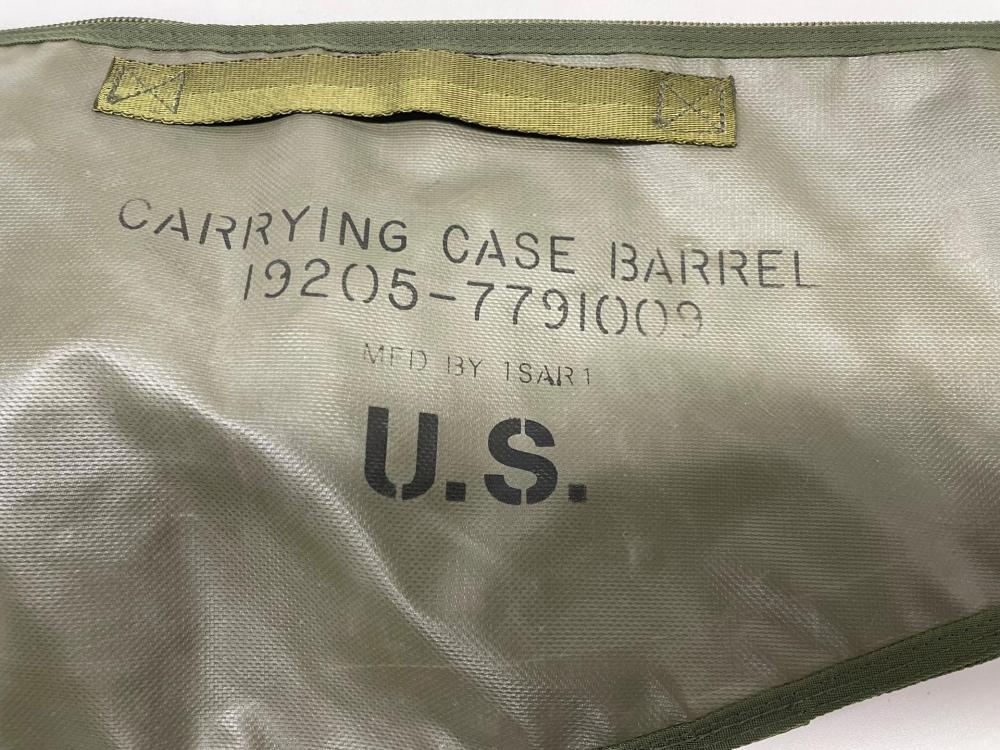 CARRYING CASE BARREL
19205-7791009
MFD BY 1SAR1
U.S.